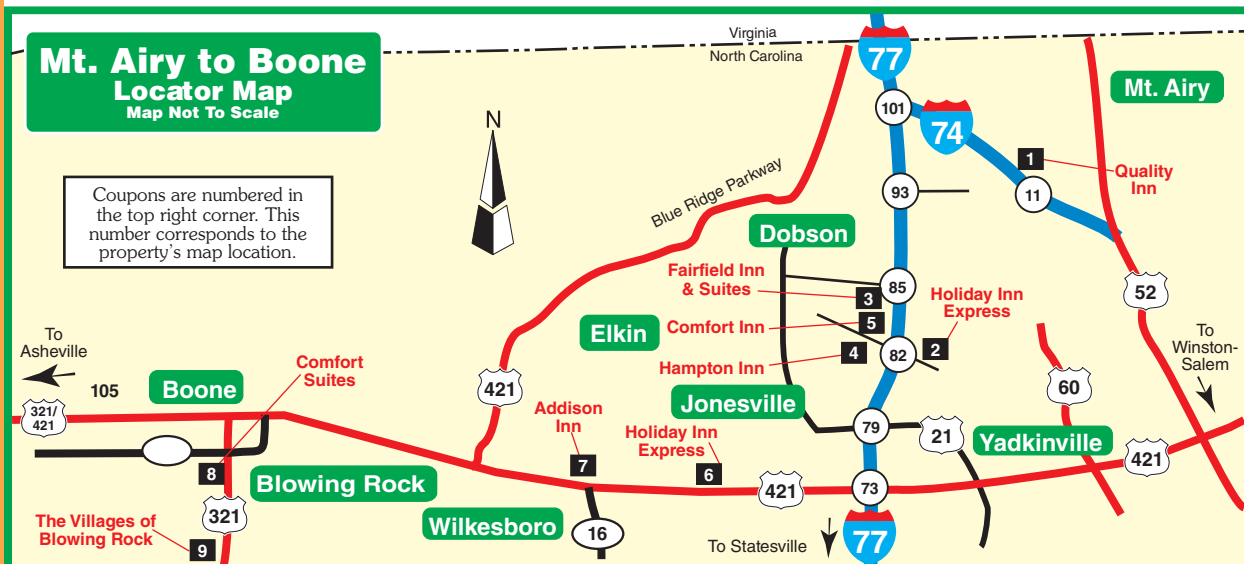 Mt. Airy to Boone
Locator Map
Map Not To Scale
Virginia
North Carolina
77
Mt. Airy
101
74
N
1
Quality
Inn
Coupons are numbered in
the top right corner. This
number corresponds to the
property's map location.
Blue Ridge Parkway
93
11
Dobson
Fairfield Inn
& Suites
3
85
52
Holiday Inn
Express
2
Elkin
Comfort Inn
5
4
Hampton Inn
82
To
Winston-
Salem
To
Asheville
105
Boone
Comfort
Suites
321/
421
421
60
Jonesville
Addison
Inn
Holiday Inn
Express
79
21
Yadkinville
8
Blowing Rock
7
6
421
73
421
321
The Villages of
Blowing Rock
9
Wilkesboro
16
To Statesville
77